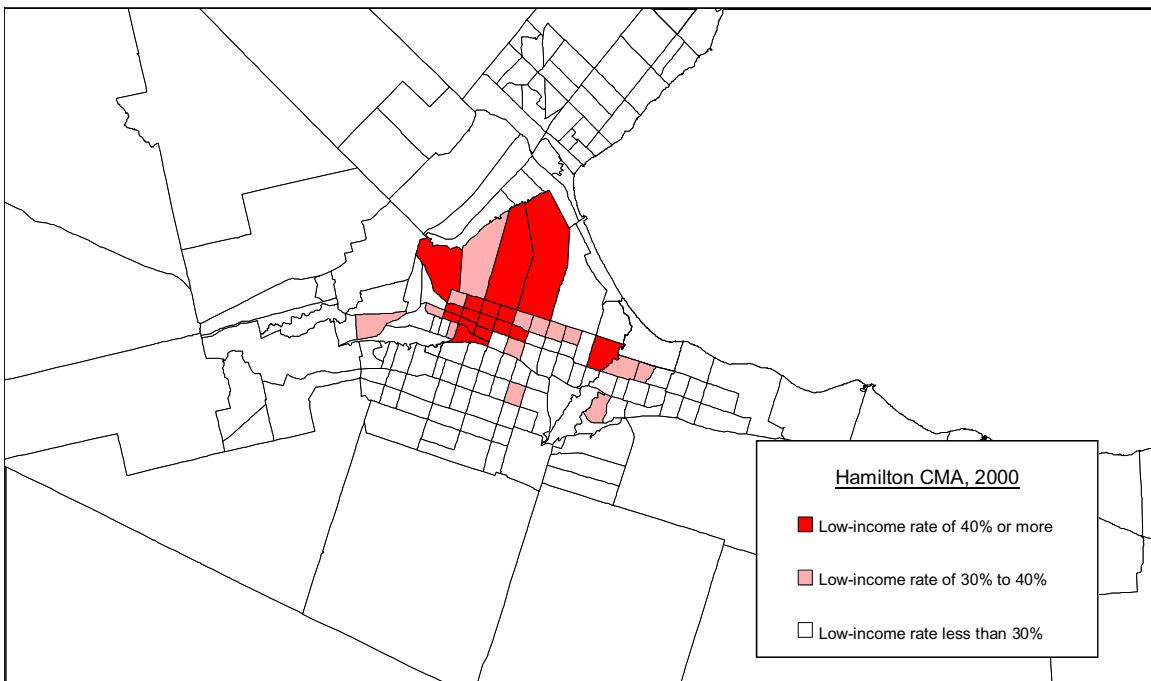 Hamilton CMA, 2000
Low-income rate of 40% or more
Low-income rate of 30% to 40%
Low-income rate less than 30%